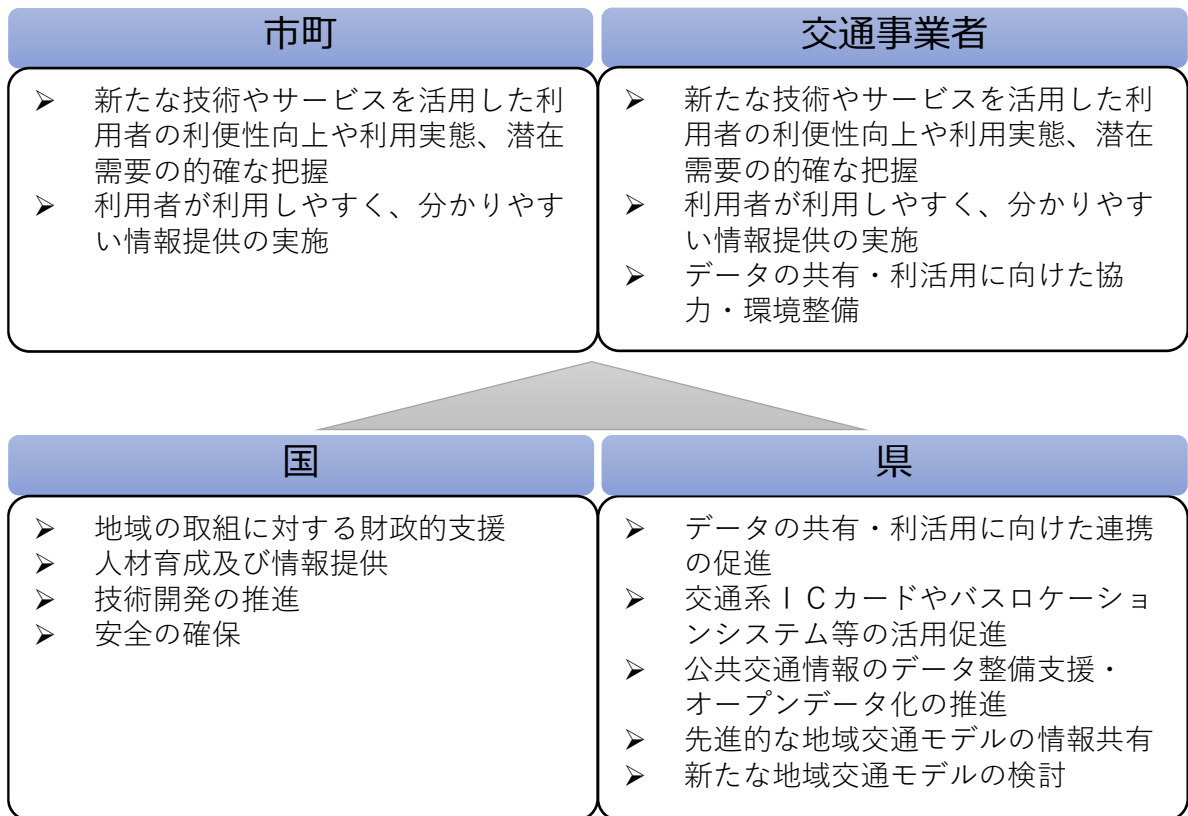 市町
➢ 新たな技術やサービスを活用した利
用者の利便性向上や利用実態、潜在
需要の的確な把握
➢ 利用者が利用しやすく、分かりやす
い情報提供の実施
交通事業者
➢ 新たな技術やサービスを活用した利
用者の利便性向上や利用実態、潜在
需要の的確な把握
➢ 利用者が利用しやすく、分かりやす
い情報提供の実施
➢ データの共有・利活用に向けた協
力・環境整備
国
➢ 地域の取組に対する財政的支援
➢ 人材育成及び情報提供
➢ 技術開発の推進
➢ 安全の確保
県
➢ データの共有・利活用に向けた連携
の促進
➢ 交通系ＩＣカードやバスロケーショ
ンシステム等の活用促進
➢ 公共交通情報のデータ整備支援・
オープンデータ化の推進
➢ 先進的な地域交通モデルの情報共有
➢ 新たな地域交通モデルの検討